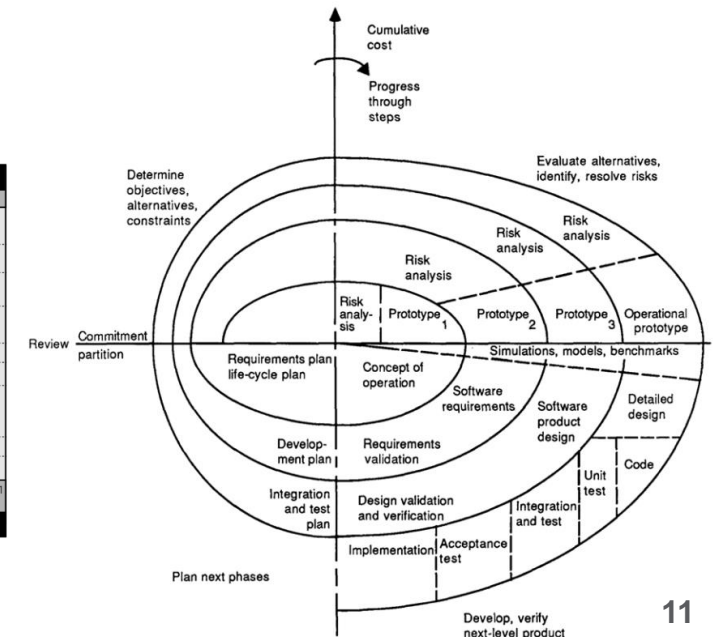 Cumulative
cost
Progress
through
steps
Evaluate alternatives,
identify, resolve risks
Determine
objectives,
alternatives,
constraints
Risk
analysis
Risk
analysis
Risk
analysis
Risk
analy-
sis
Prototype 1
Prototype 2
Prototype 3
Operational
prototype
Review
Commitment
partition
Simulations, models, benchmarks
Requirements plan
life-cycle plan
Concept of
operation
Software
requirements
Software
product
design
Detailed
design
Develop-
ment plan
Requirements
validation
Unit
test
Code
Integration
and test
plan
Design validation
and verification
Integration
and test
Implementation
Acceptance
test
Plan next phases
Develop, verify
next-level product
11